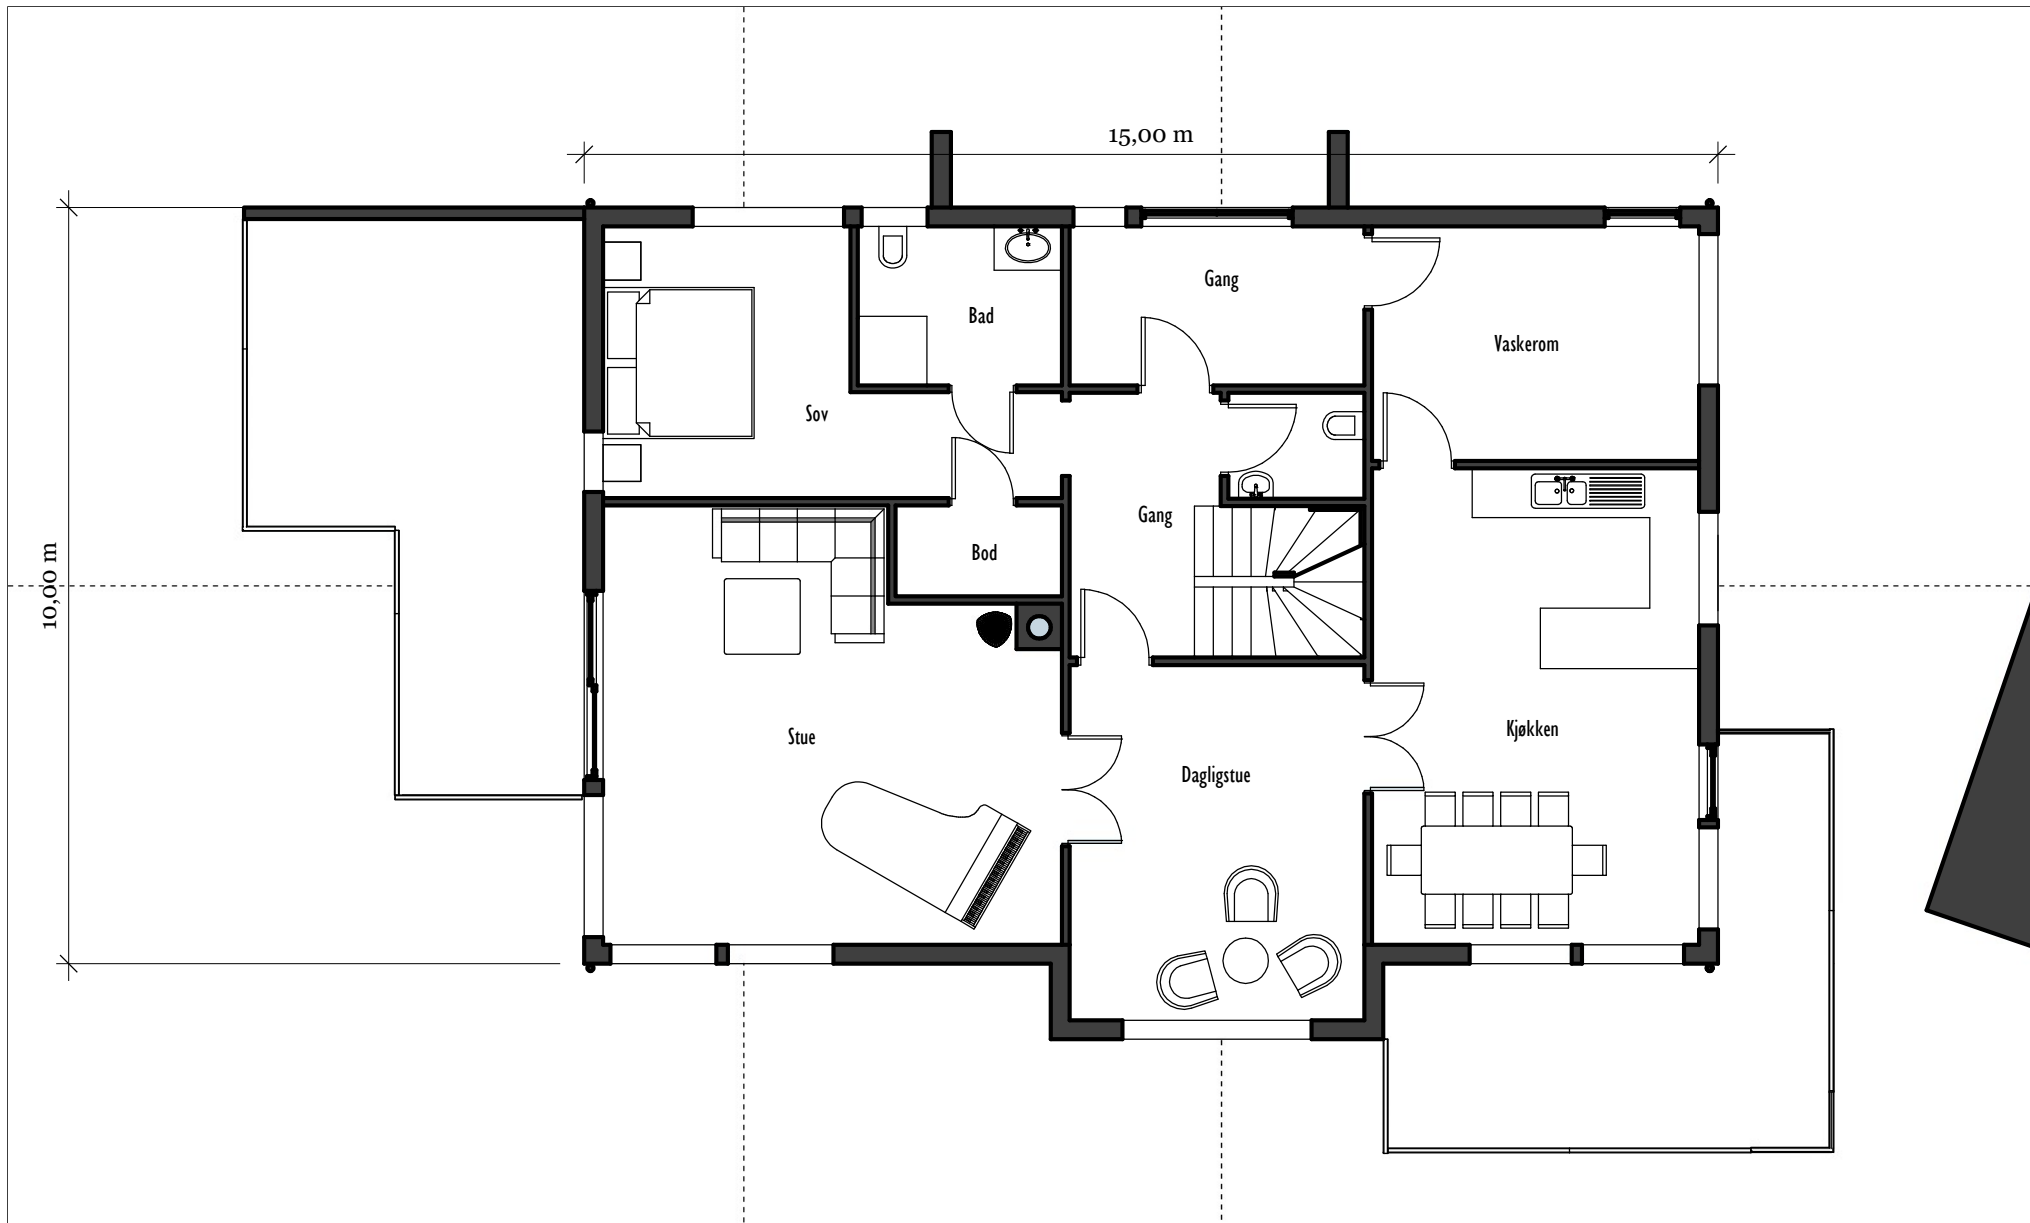 15,00 m
Gang
Bad
Vaskerom
Sov
Gang
Bod
10,00 m
Kjøkken
Stue
Dagligstue